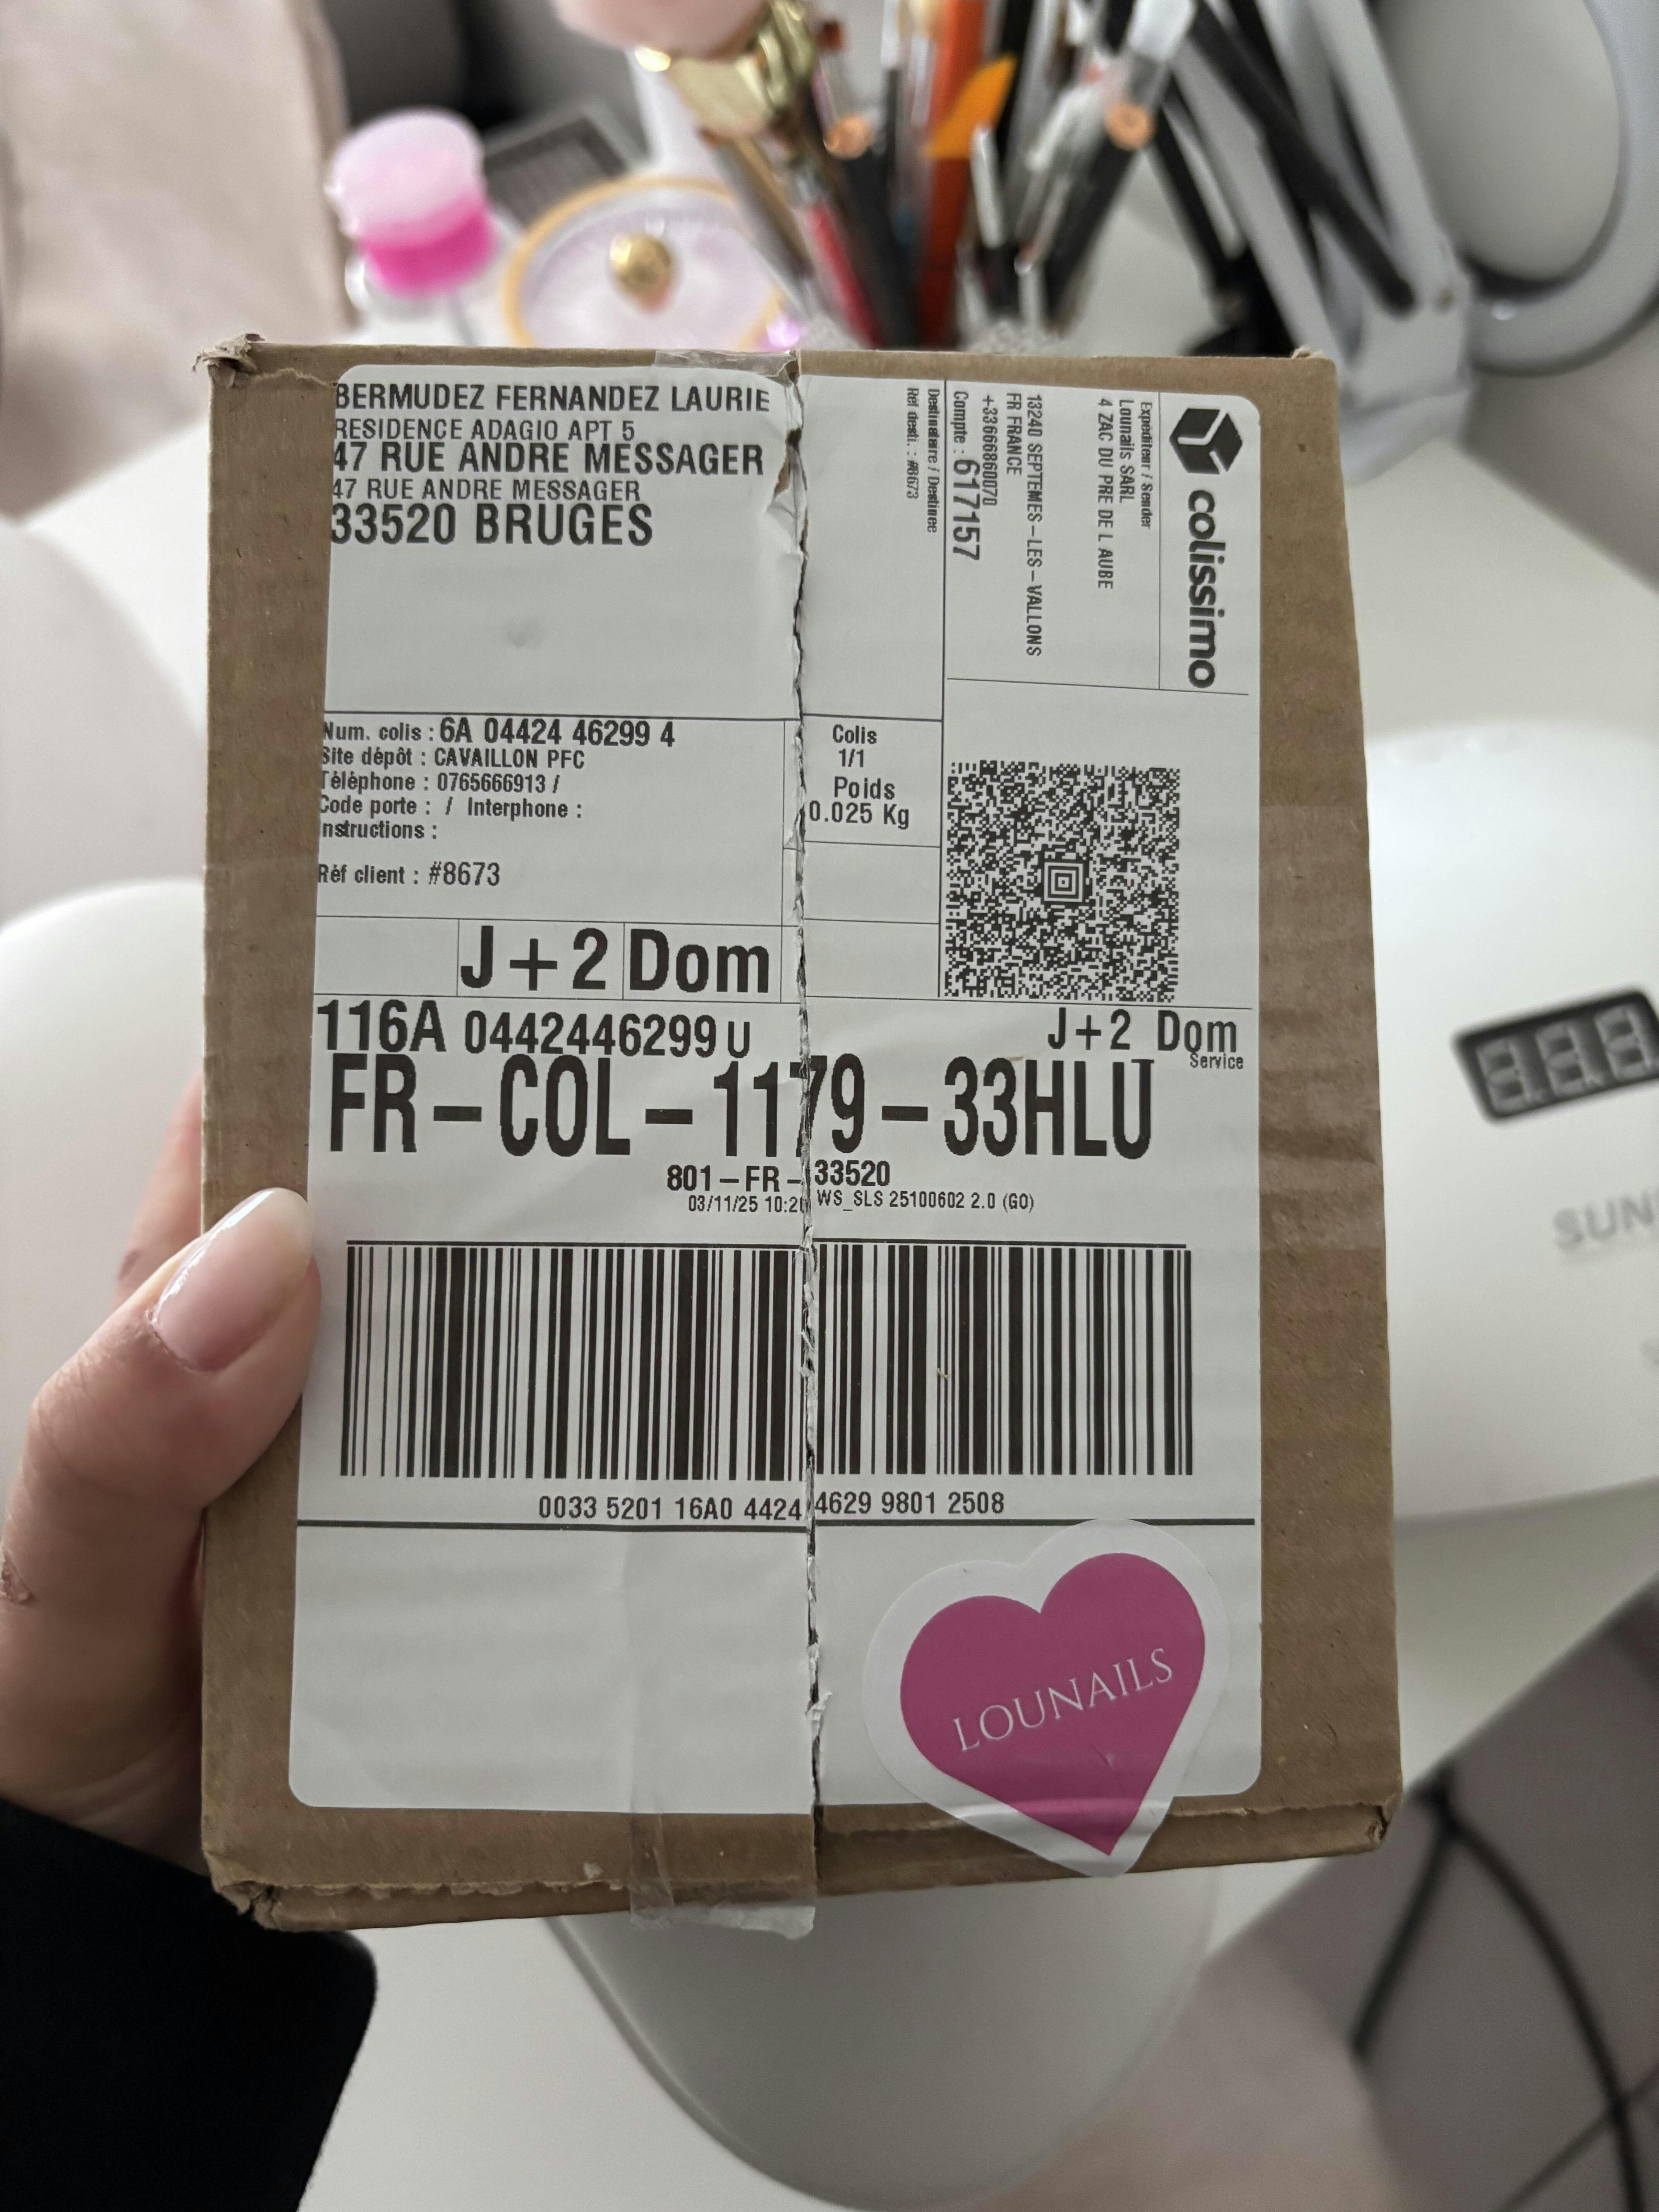 BERMUDEZ FERNANDEZ LAURIE
RESIDENCE ADAGIO APT 5
47 RUE ANDRE MESSAGER
47 RUE ANDRE MESSAGER
33520 BRUGES
colissimo
Expéditeur / Sender
Lounails SARL
4 ZAC DU PRE DE L AUBE
13240 SEPTEMES-LES-VALLONS
FR FRANCE
+33668680070
Compte : 617157
Destinataire / Destinee
Réf desti. : #8673
Num. colis : 6A 04424 46299 4
Site dépôt : CAVAILLON PFC
Téléphone : 0765666913 /
Code porte : / Interphone :
Instructions :
Réf client : #8673
Colis
1/1
Poids
0.025 Kg
J+2 Dom
116A 0442446299 U
J+2 Dom
Service
FR-COL-1179-33HLU
801-FR-33520
03/11/25 10:20 WS_SLS 25100602 2.0 (GO)
0033 5201 16A0 4424 4629 9801 2508
LOUNAILS
SUN